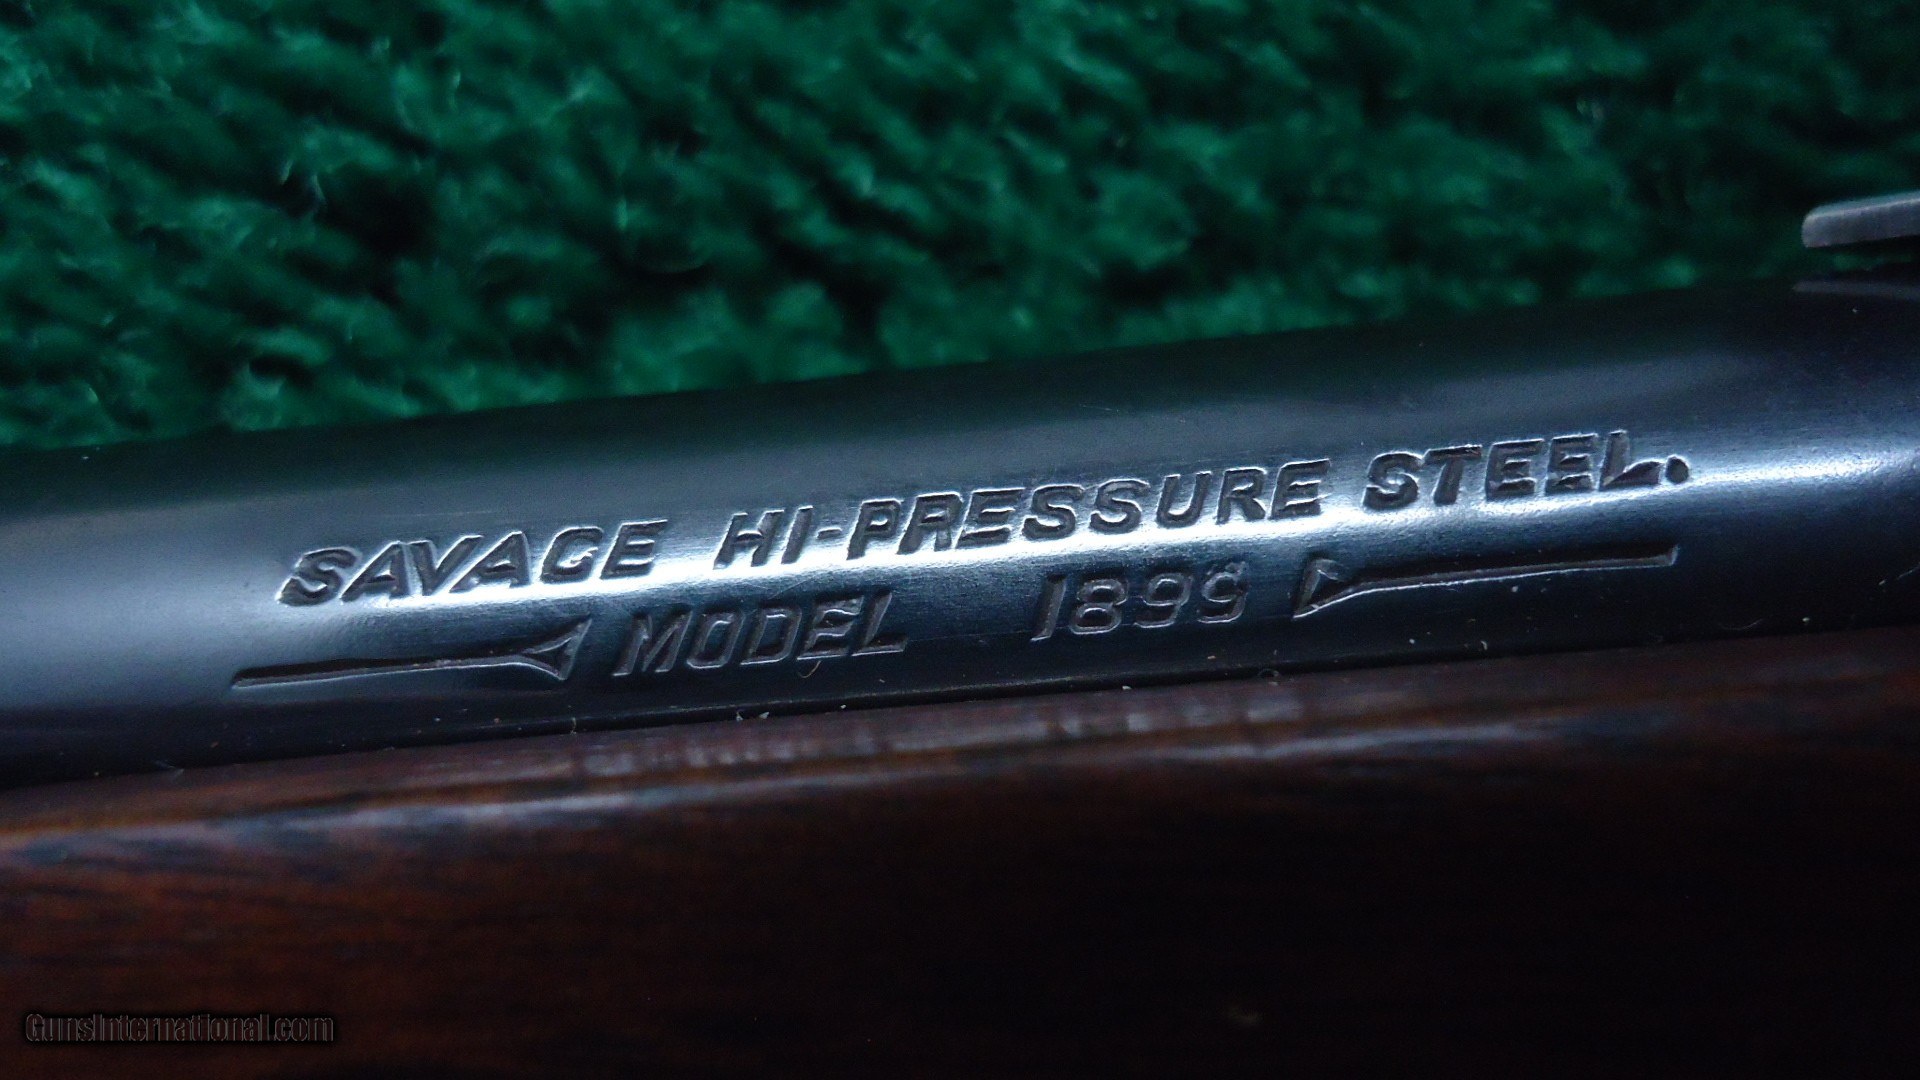 SAVAGE HI-PRESSURE STEEL.
MODEL 1899
GunsInternational.com